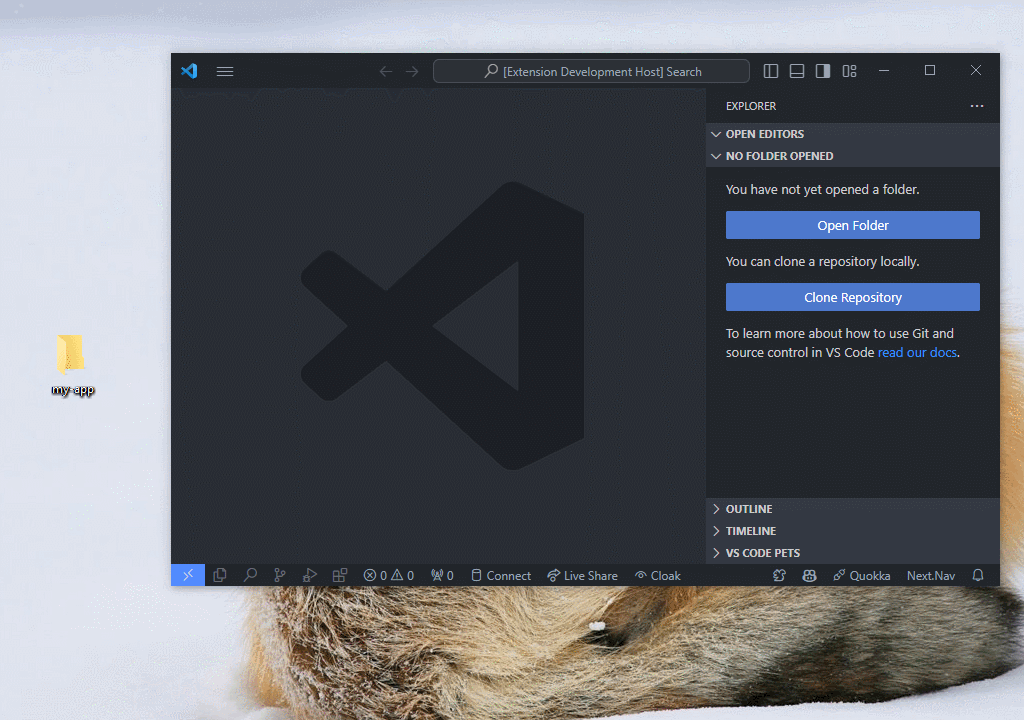 [Extension Development Host] Search
EXPLORER
OPEN EDITORS
NO FOLDER OPENED
You have not yet opened a folder.
Open Folder
You can clone a repository locally.
Clone Repository
To learn more about how to use Git and
source control in VS Code read our docs.
my-app
OUTLINE
TIMELINE
VS CODE PETS
0 0 0 Connect Live Share Cloak Quokka Next.Nav